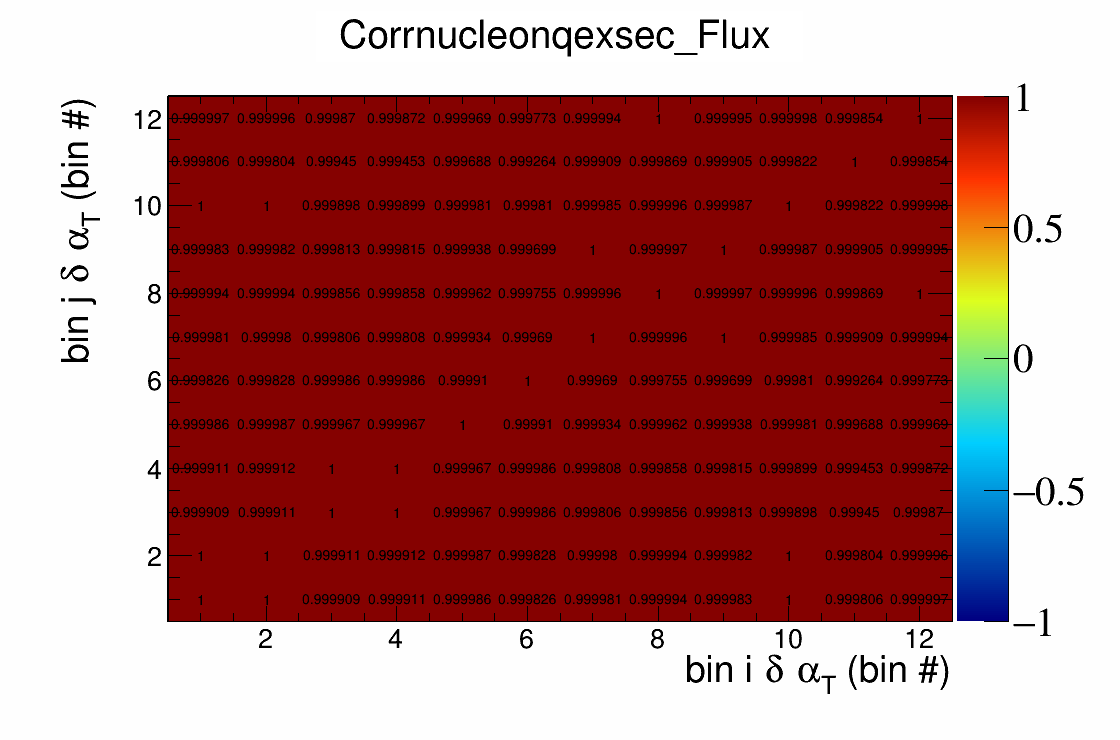 Corrnucleonqexsec_Flux
bin j δ α_T (bin #)
12 0.999997 0.999996 0.99987 0.999872 0.999969 0.999773 0.999994 1 0.999995 0.999998 0.999854 1
0.999806 0.999804 0.99945 0.999453 0.999688 0.999264 0.999909 0.999869 0.999905 0.999822 1 0.999854
10 1 1 0.999898 0.999899 0.999981 0.99981 0.999985 0.999996 0.999987 1 0.999822 0.999998
0.999983 0.999982 0.999813 0.999815 0.999938 0.999699 1 0.999997 1 0.999987 0.999905 0.999995
8 0.999994 0.999994 0.999856 0.999858 0.999962 0.999755 0.999996 1 0.999997 0.999996 0.999869 1
0.999981 0.99998 0.999806 0.999808 0.999934 0.99969 1 0.999996 1 0.999985 0.999909 0.999994
6 0.999826 0.999828 0.999986 0.999986 0.99991 1 0.99969 0.999755 0.999699 0.99981 0.999264 0.999773
0.999986 0.999987 0.999967 0.999967 1 0.99991 0.999934 0.999962 0.999938 0.999981 0.999688 0.999969
4 0.999911 0.999912 1 1 0.999967 0.999986 0.999808 0.999858 0.999815 0.999899 0.999453 0.999872
0.999909 0.999911 1 1 0.999967 0.999986 0.999806 0.999856 0.999813 0.999898 0.99945 0.99987
2 1 1 0.999911 0.999912 0.999987 0.999828 0.99998 0.999994 0.999982 1 0.999804 0.999996
1 1 0.999909 0.999911 0.999986 0.999826 0.999981 0.999994 0.999983 1 0.999806 0.999997
2 4 6 8 10 12
bin i δ α_T (bin #)
1
0.5
0
−0.5
−1